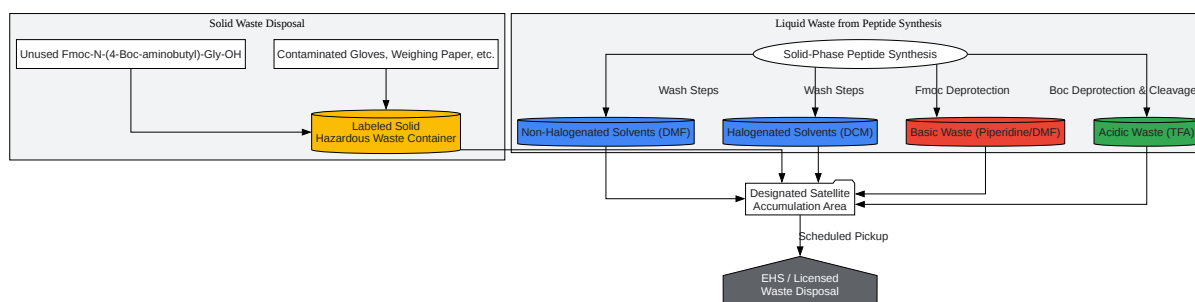 Solid Waste Disposal
Liquid Waste from Peptide Synthesis
Unused Fmoc-N-(4-Boc-aminobutyl)-Gly-OH
Contaminated Gloves, Weighing Paper, etc.
Solid-Phase Peptide Synthesis
Wash Steps
Wash Steps
Fmoc Deprotection
Boc Deprotection & Cleavage
Labeled Solid
Hazardous Waste Container
Non-Halogenated Solvents (DMF)
Halogenated Solvents (DCM)
Basic Waste (Piperidine/DMF)
Acidic Waste (TFA)
Designated Satellite
Accumulation Area
Scheduled Pickup
EHS / Licensed
Waste Disposal